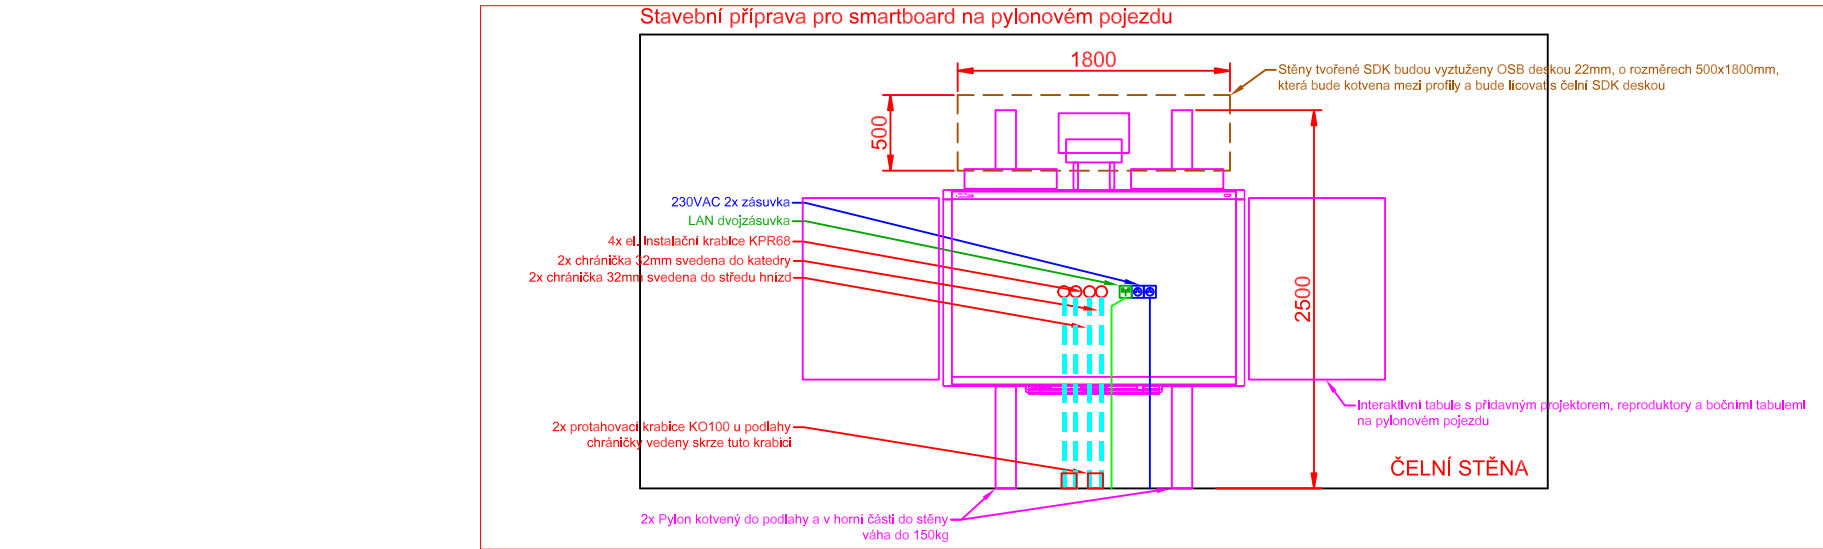 Stavební příprava pro smartboard na pylonovém pojezdu
1800
Stěny tvořené SDK budou vyztuženy OSB deskou 22mm, o rozměrech 500x1800mm,
která bude kotvena mezi profily a bude lícovat s čelní SDK deskou
500
230VAC 2x zásuvka
LAN dvojzásuvka
4x el. Instalační krabice KPR68
2x chránička 32mm svedena do katedry
2x chránička 32mm svedena do středu hnízd
2500
Interaktivní tabule s přídavným projektorem, reproduktory a bočními tabulemi
na pylonovém pojezdu
2x protahovací krabice KO100 u podlahy
chráničky vedeny skrze tuto krabici
ČELNÍ STĚNA
2x Pylon kotvený do podlahy a v horní části do stěny
váha do 150kg